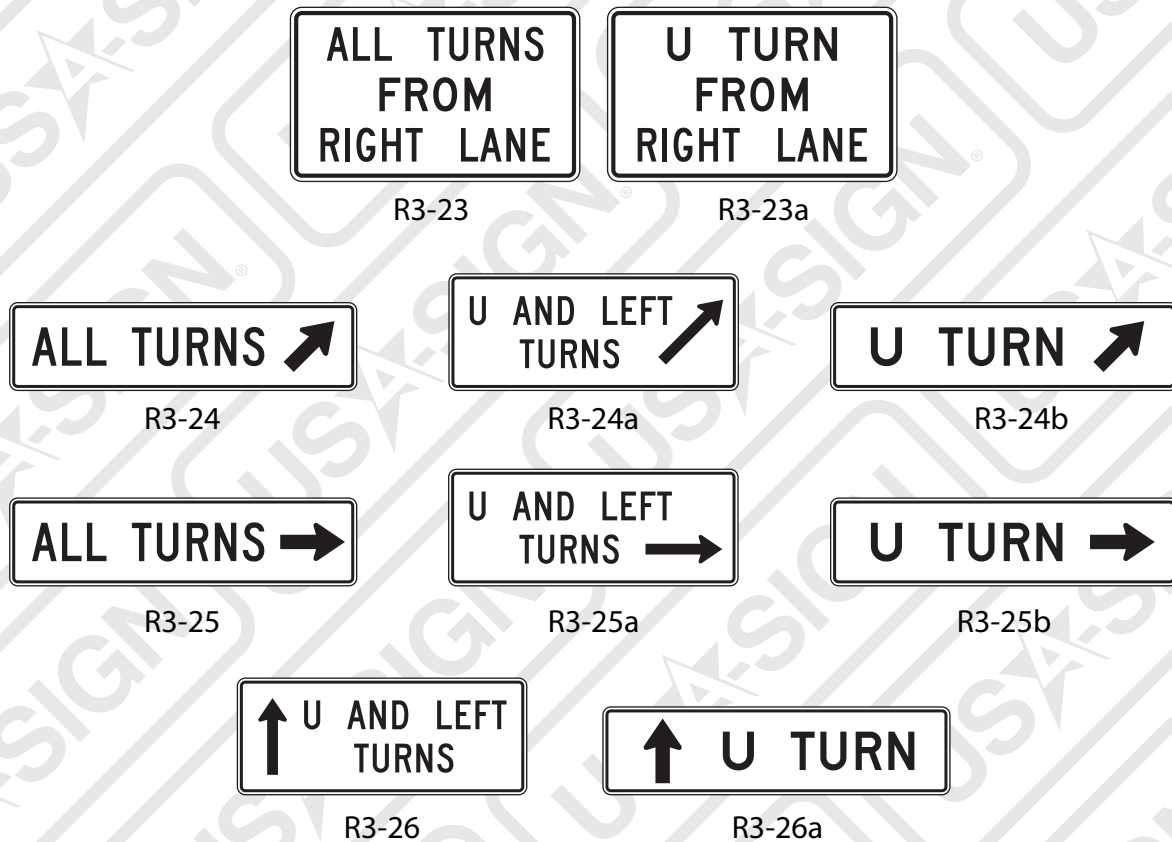 ALL TURNS
FROM
RIGHT LANE
R3-23
U TURN
FROM
RIGHT LANE
R3-23a
ALL TURNS
R3-24
U AND LEFT
TURNS
R3-24a
U TURN
R3-24b
ALL TURNS
R3-25
U AND LEFT
TURNS
R3-25a
U TURN
R3-25b
U AND LEFT
TURNS
R3-26
U TURN
R3-26a
USA-SIGN®